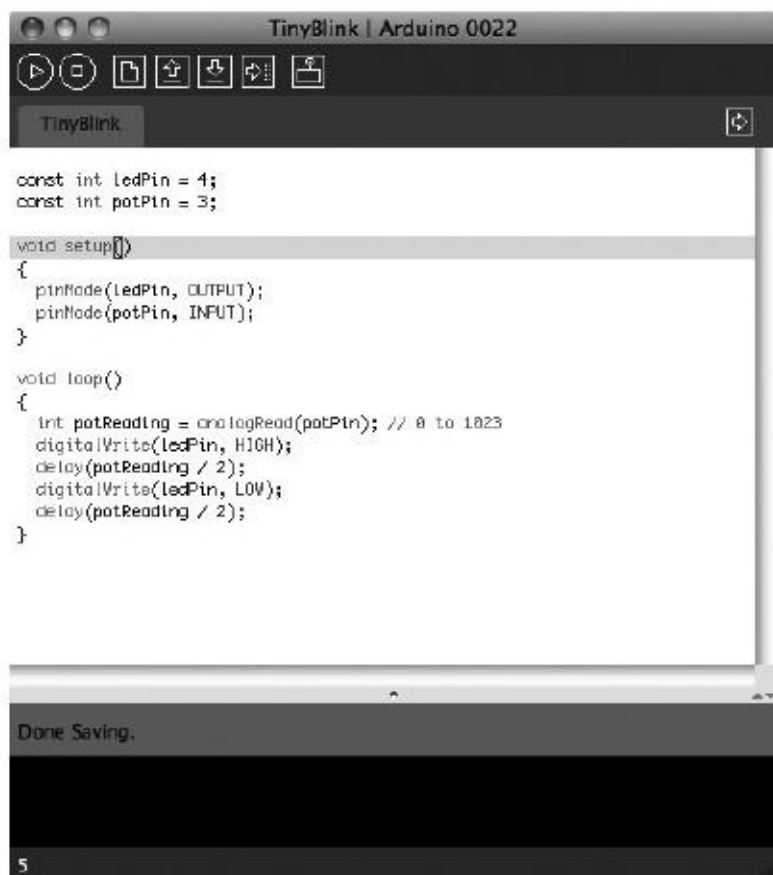 TinyBlink | Arduino 0022
TinyBlink
const int ledPin = 4;
const int potPin = 3;
void setup()
{
pinMode(ledPin, OUTPUT);
pinMode(potPin, INPUT);
}
void loop()
{
int potReading = analogRead(potPin); // 0 to 1023
digitalWrite(ledPin, HIGH);
delay(potReading / 2);
digitalWrite(ledPin, LOW);
delay(potReading / 2);
}
Done Saving.
5